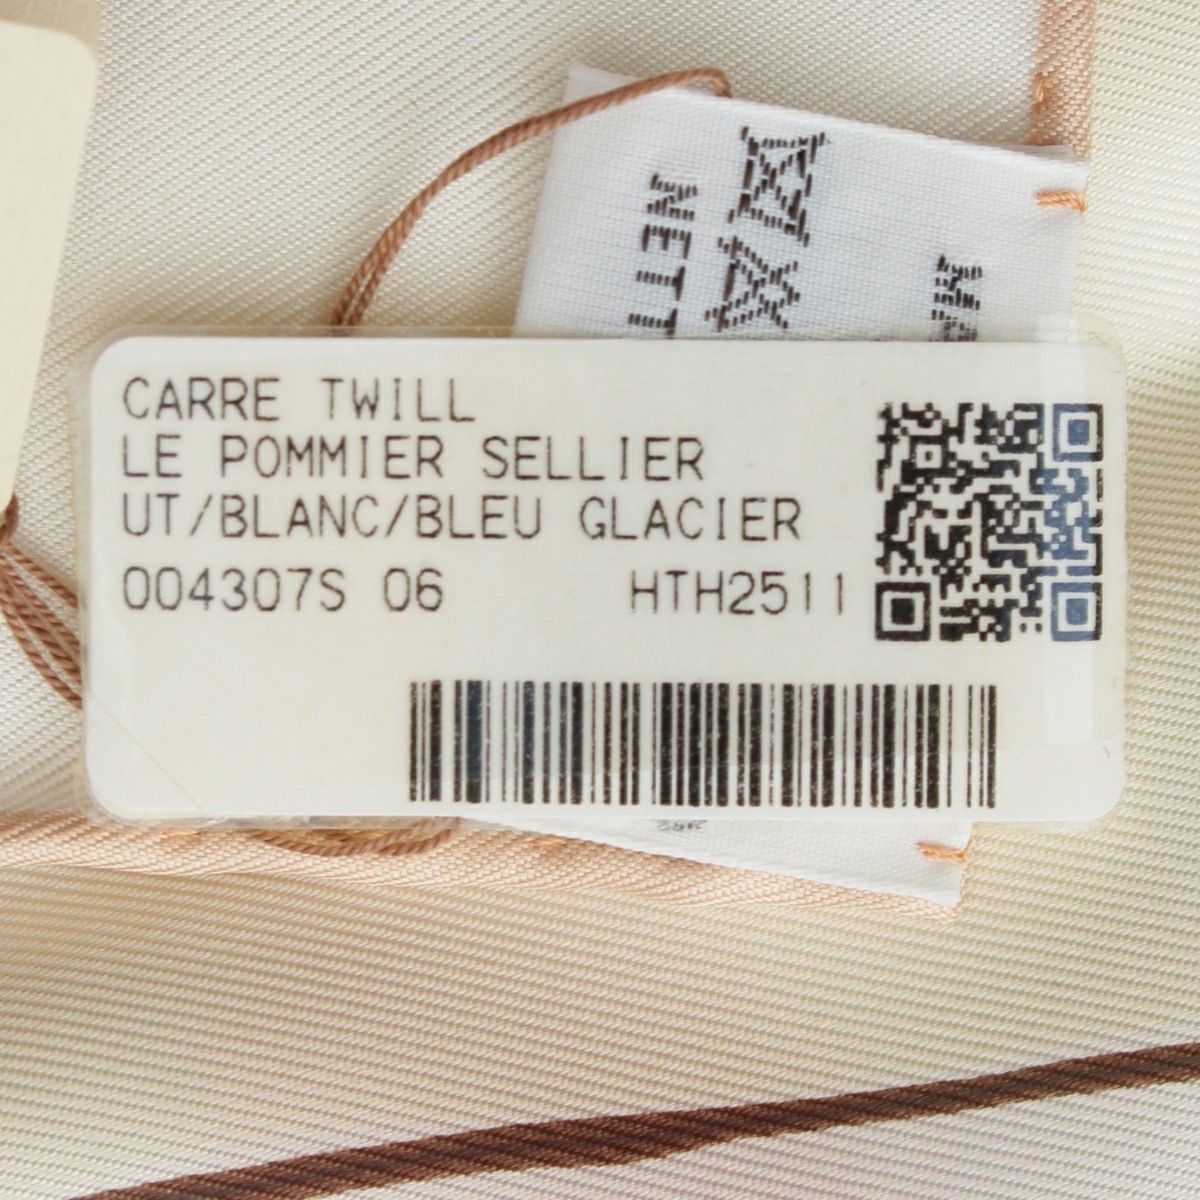 CARRE TWILL
LE POMMIER SELLIER
UT/BLANC/BLEU GLACIER
004307S 06 HTH2511